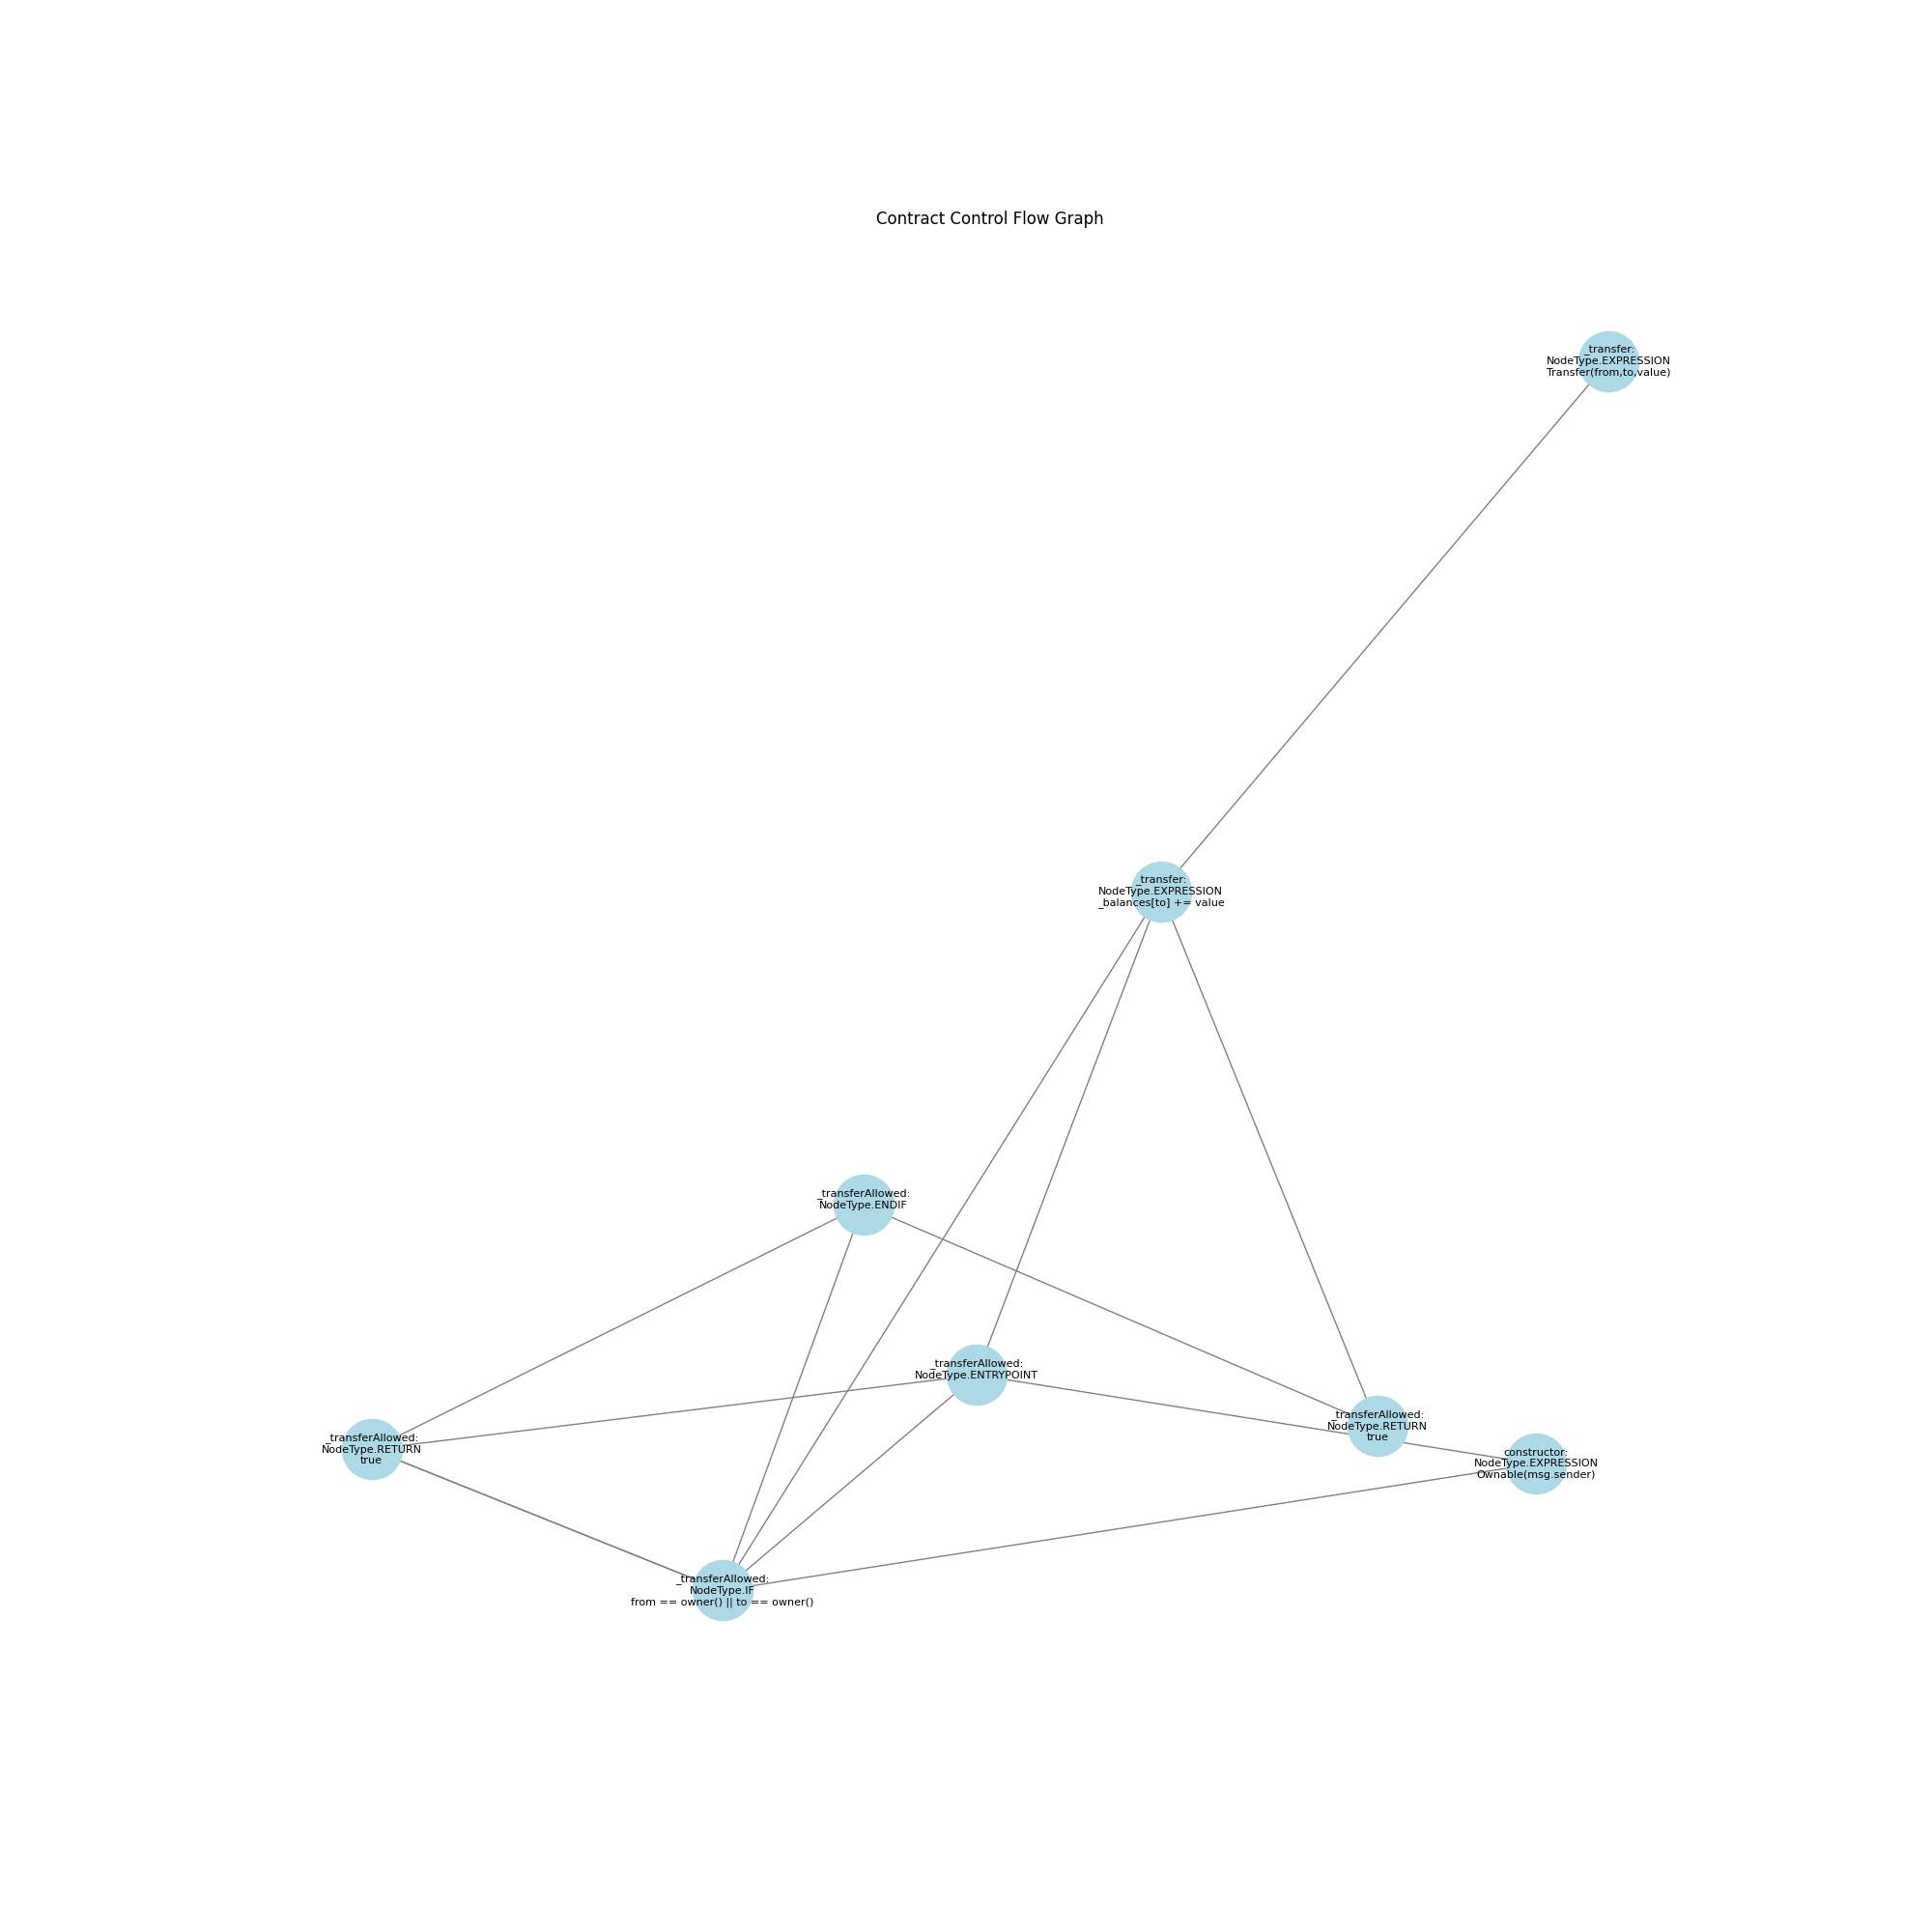 Contract Control Flow Graph
_transfer:
NodeType.EXPRESSION
Transfer(from,to,value)
_transfer:
NodeType.EXPRESSION
_balances[to] += value
_transferAllowed:
NodeType.ENDIF
_transferAllowed:
NodeType.ENTRYPOINT
_transferAllowed:
NodeType.RETURN
true
_transferAllowed:
NodeType.RETURN
true
constructor:
NodeType.EXPRESSION
Ownable(msg.sender)
_transferAllowed:
NodeType.IF
from == owner() || to == owner()